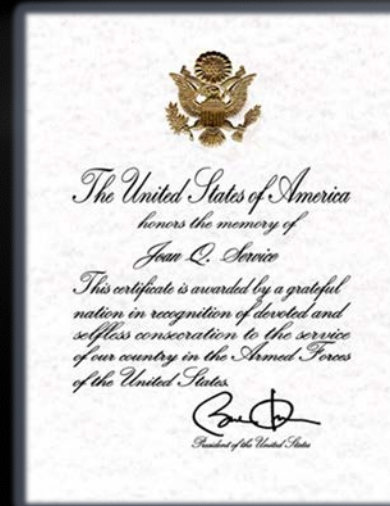 The United States of America
honors the memory of
Joan Q. Service
This certificate is awarded by a grateful
nation in recognition of devoted and
selfless consecration to the service
of our country in the Armed Forces
of the United States.
President of the United States